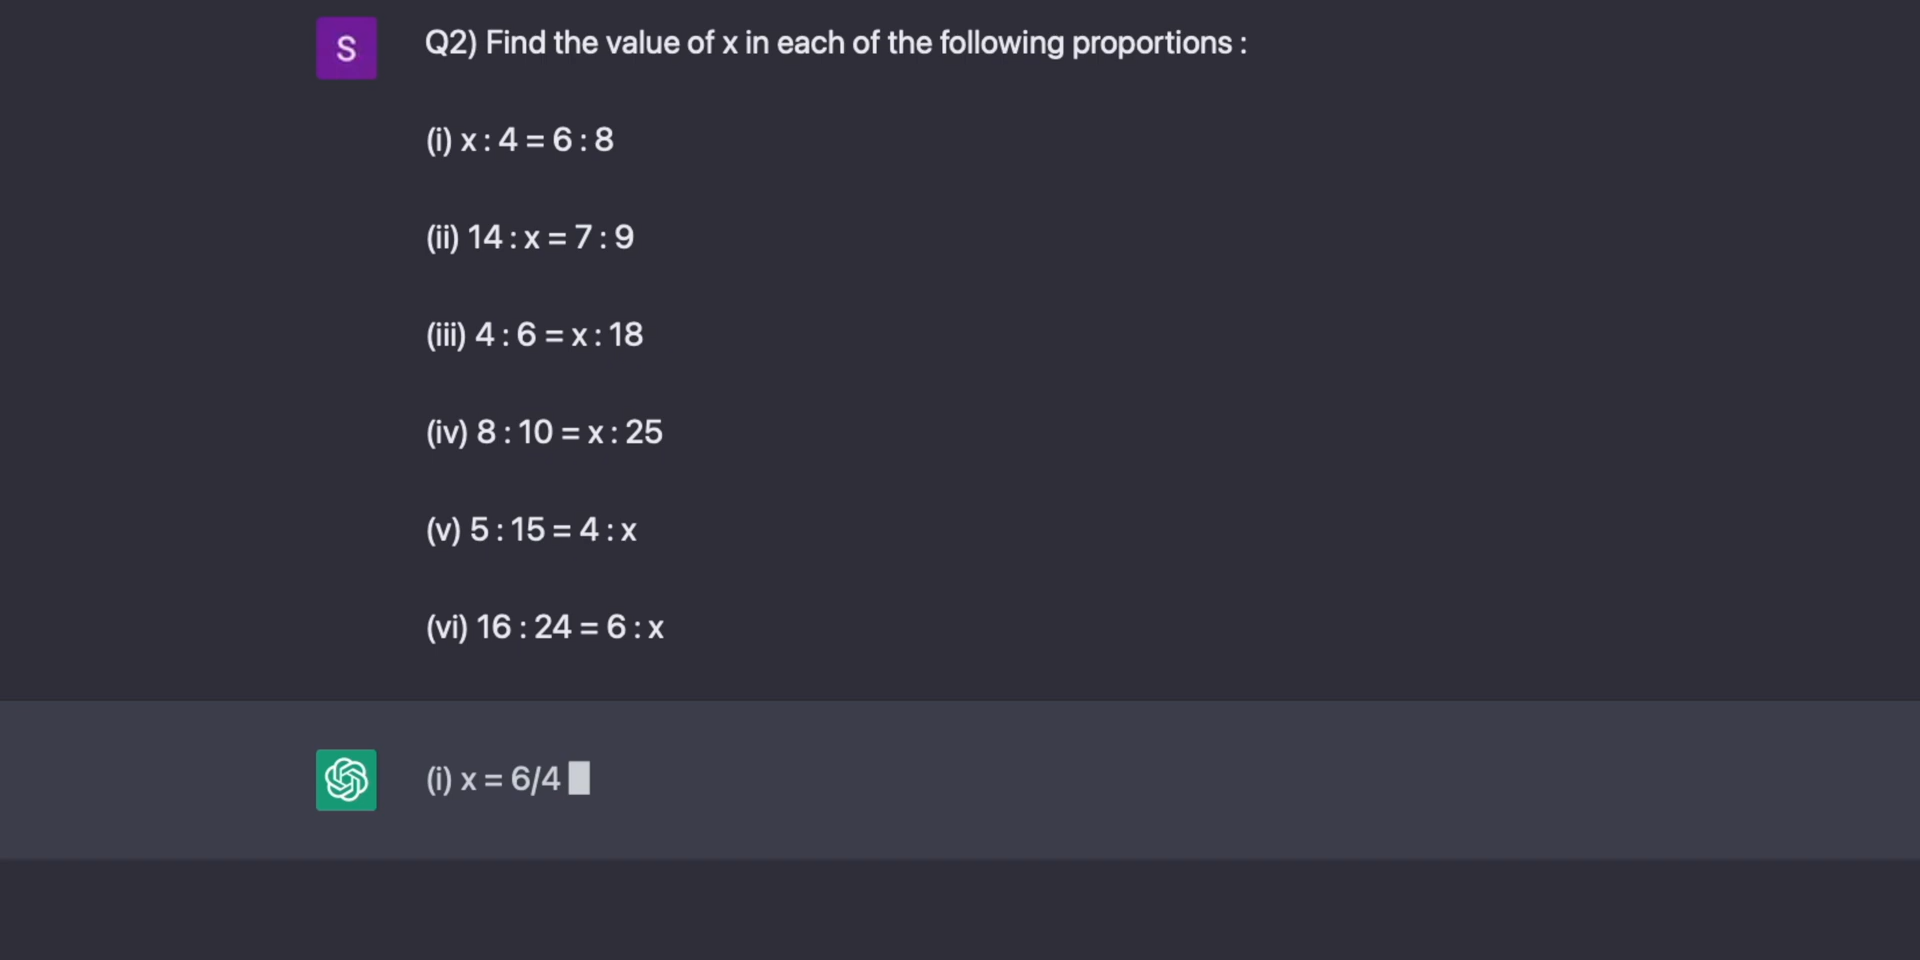 S
Q2) Find the value of x in each of the following proportions :
(i) x : 4 = 6 : 8
(ii) 14 : x = 7 : 9
(iii) 4 : 6 = x : 18
(iv) 8 : 10 = x : 25
(v) 5 : 15 = 4 : x
(vi) 16 : 24 = 6 : x
(i) x = 6/4